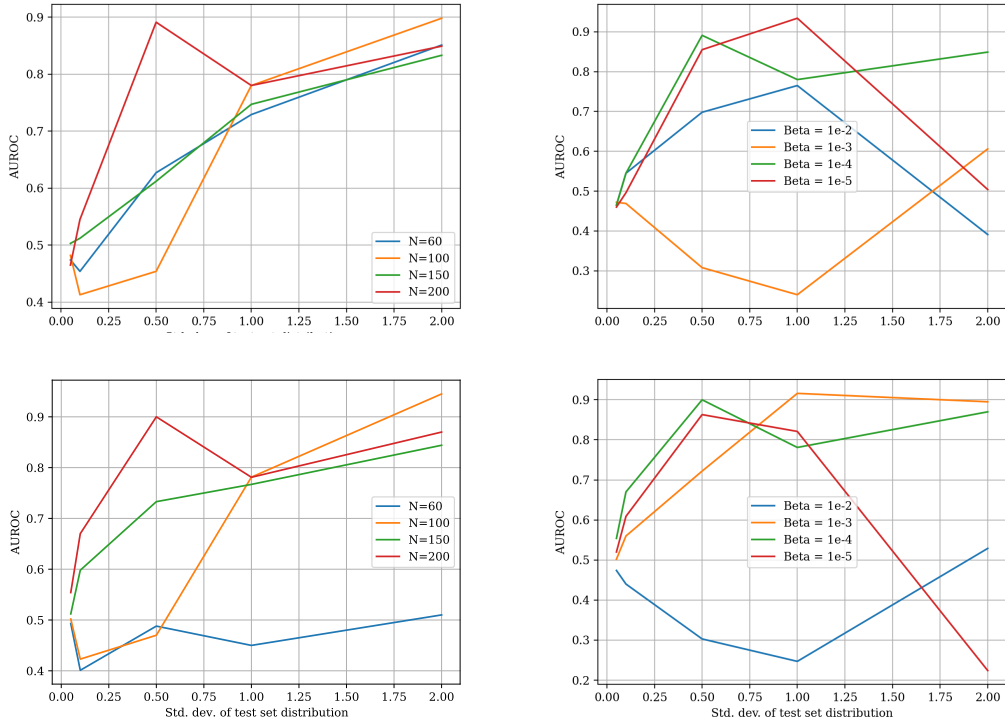 0.9
0.8
0.7
0.6
0.5
0.4
AUROC
N=60
N=100
N=150
N=200
0.00 0.25 0.50 0.75 1.00 1.25 1.50 1.75 2.00
0.9
0.8
0.7
0.6
0.5
0.4
0.3
AUROC
Beta = 1e-2
Beta = 1e-3
Beta = 1e-4
Beta = 1e-5
0.00 0.25 0.50 0.75 1.00 1.25 1.50 1.75 2.00
0.9
0.8
0.7
0.6
0.5
0.4
AUROC
N=60
N=100
N=150
N=200
0.00 0.25 0.50 0.75 1.00 1.25 1.50 1.75 2.00
Std. dev. of test set distribution
0.9
0.8
0.7
0.6
0.5
0.4
0.3
0.2
AUROC
Beta = 1e-2
Beta = 1e-3
Beta = 1e-4
Beta = 1e-5
0.00 0.25 0.50 0.75 1.00 1.25 1.50 1.75 2.00
Std. dev. of test set distribution